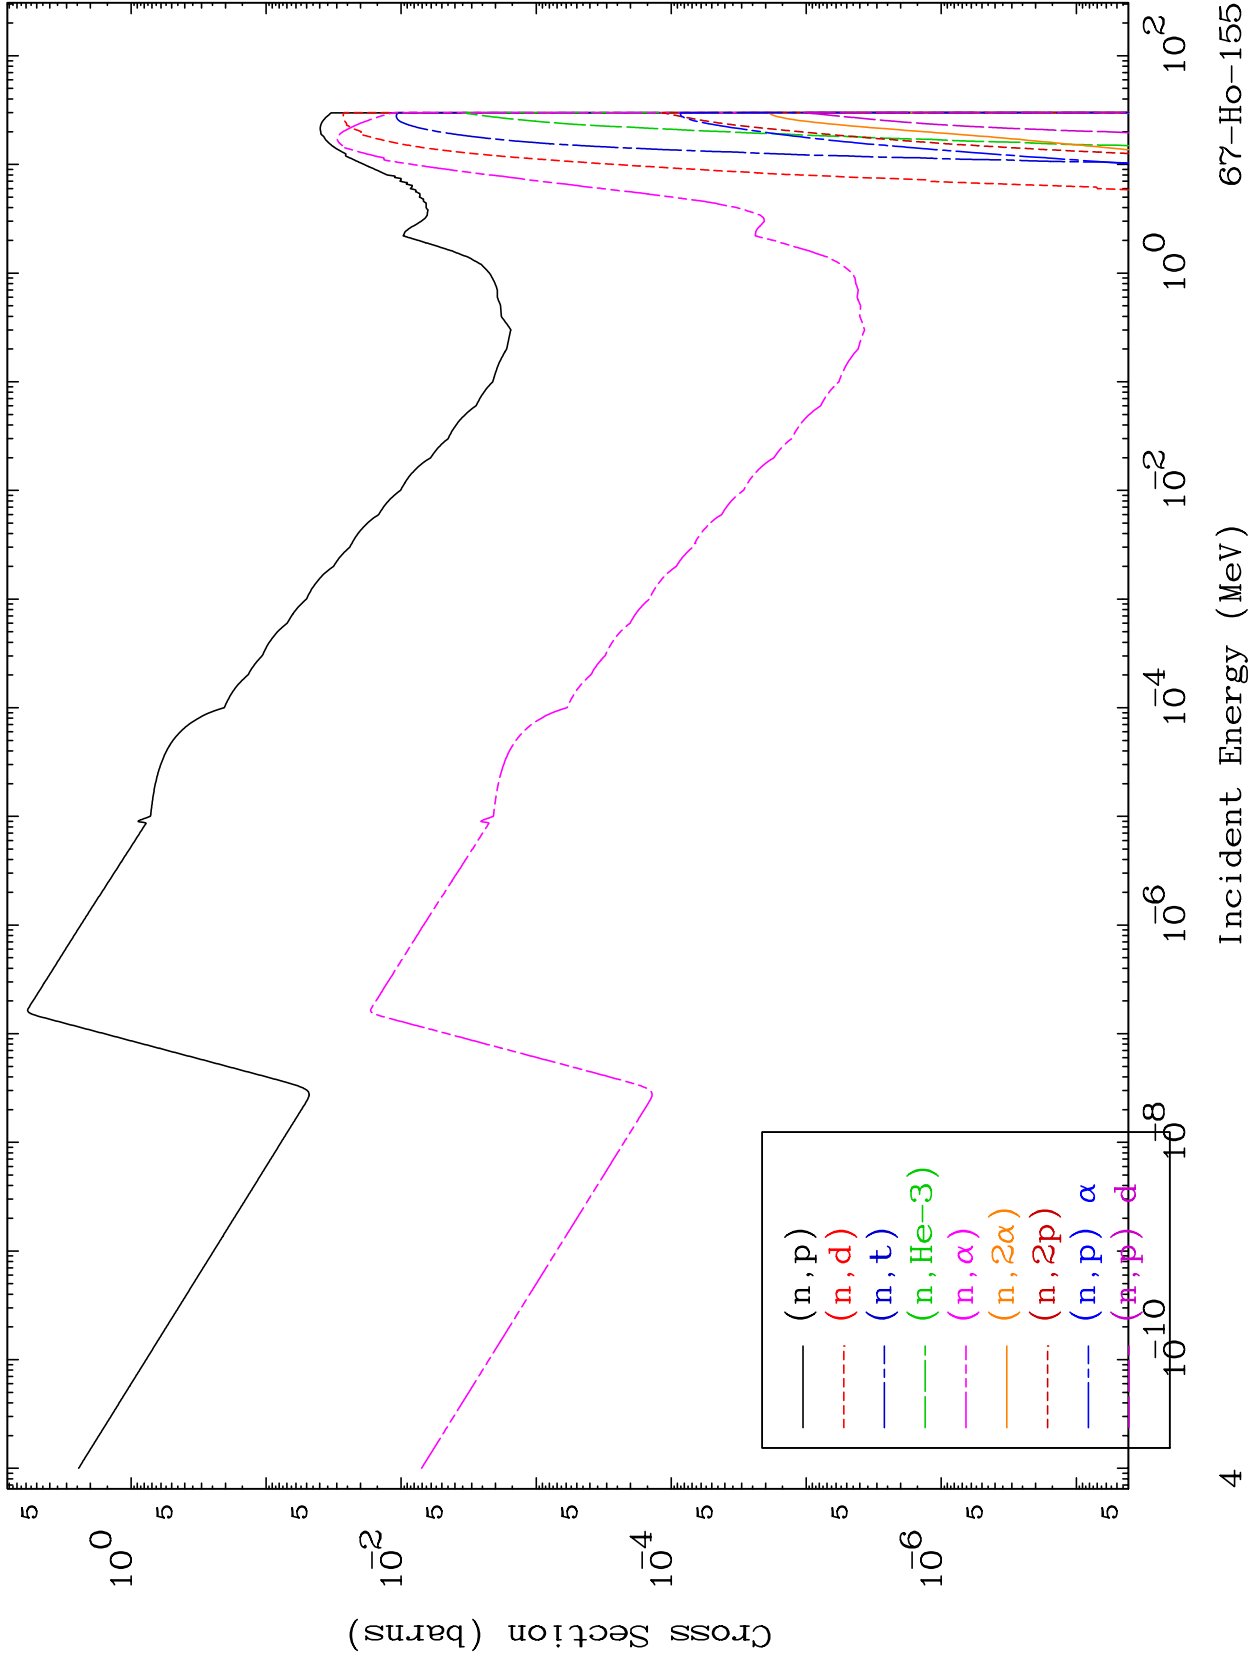 Cross Section (barns)
5
10^0
5
5
10^-2
5
5
10^-4
5
5
10^-6
5
(n,p)
(n,d)
(n,t)
(n,He-3)
(n,α)
(n,2α)
(n,2p)
(n,p) α
(n,p) d
10^-10
10^-8
10^-6
10^-4
10^-2
10^0
10^2
4
Incident Energy (MeV)
67-Ho-155